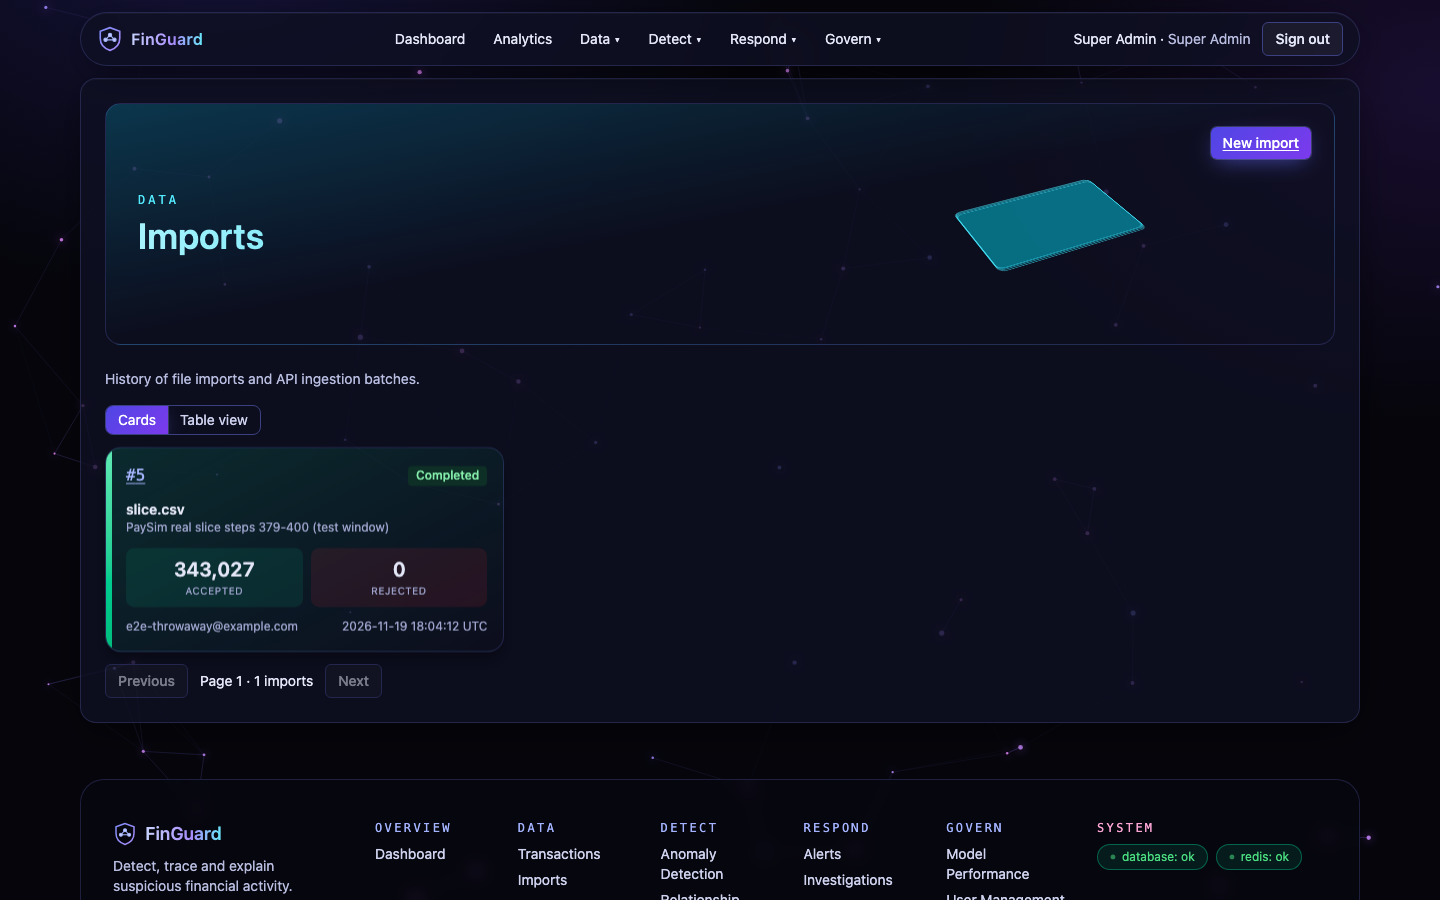 FinGuard
Dashboard
Analytics
Data ▾
Detect ▾
Respond ▾
Govern ▾
Super Admin · Super Admin
Sign out
New import
DATA
Imports
History of file imports and API ingestion batches.
Cards
Table view
#5
Completed
slice.csv
PaySim real slice steps 379-400 (test window)
343,027
ACCEPTED
0
REJECTED
e2e-throwaway@example.com
2026-11-19 18:04:12 UTC
Previous
Page 1 · 1 imports
Next
FinGuard
Detect, trace and explain
suspicious financial activity.
OVERVIEW
Dashboard
DATA
Transactions
Imports
DETECT
Anomaly
Detection
Relationship
RESPOND
Alerts
Investigations
GOVERN
Model
Performance
User Management
SYSTEM
database: ok
redis: ok